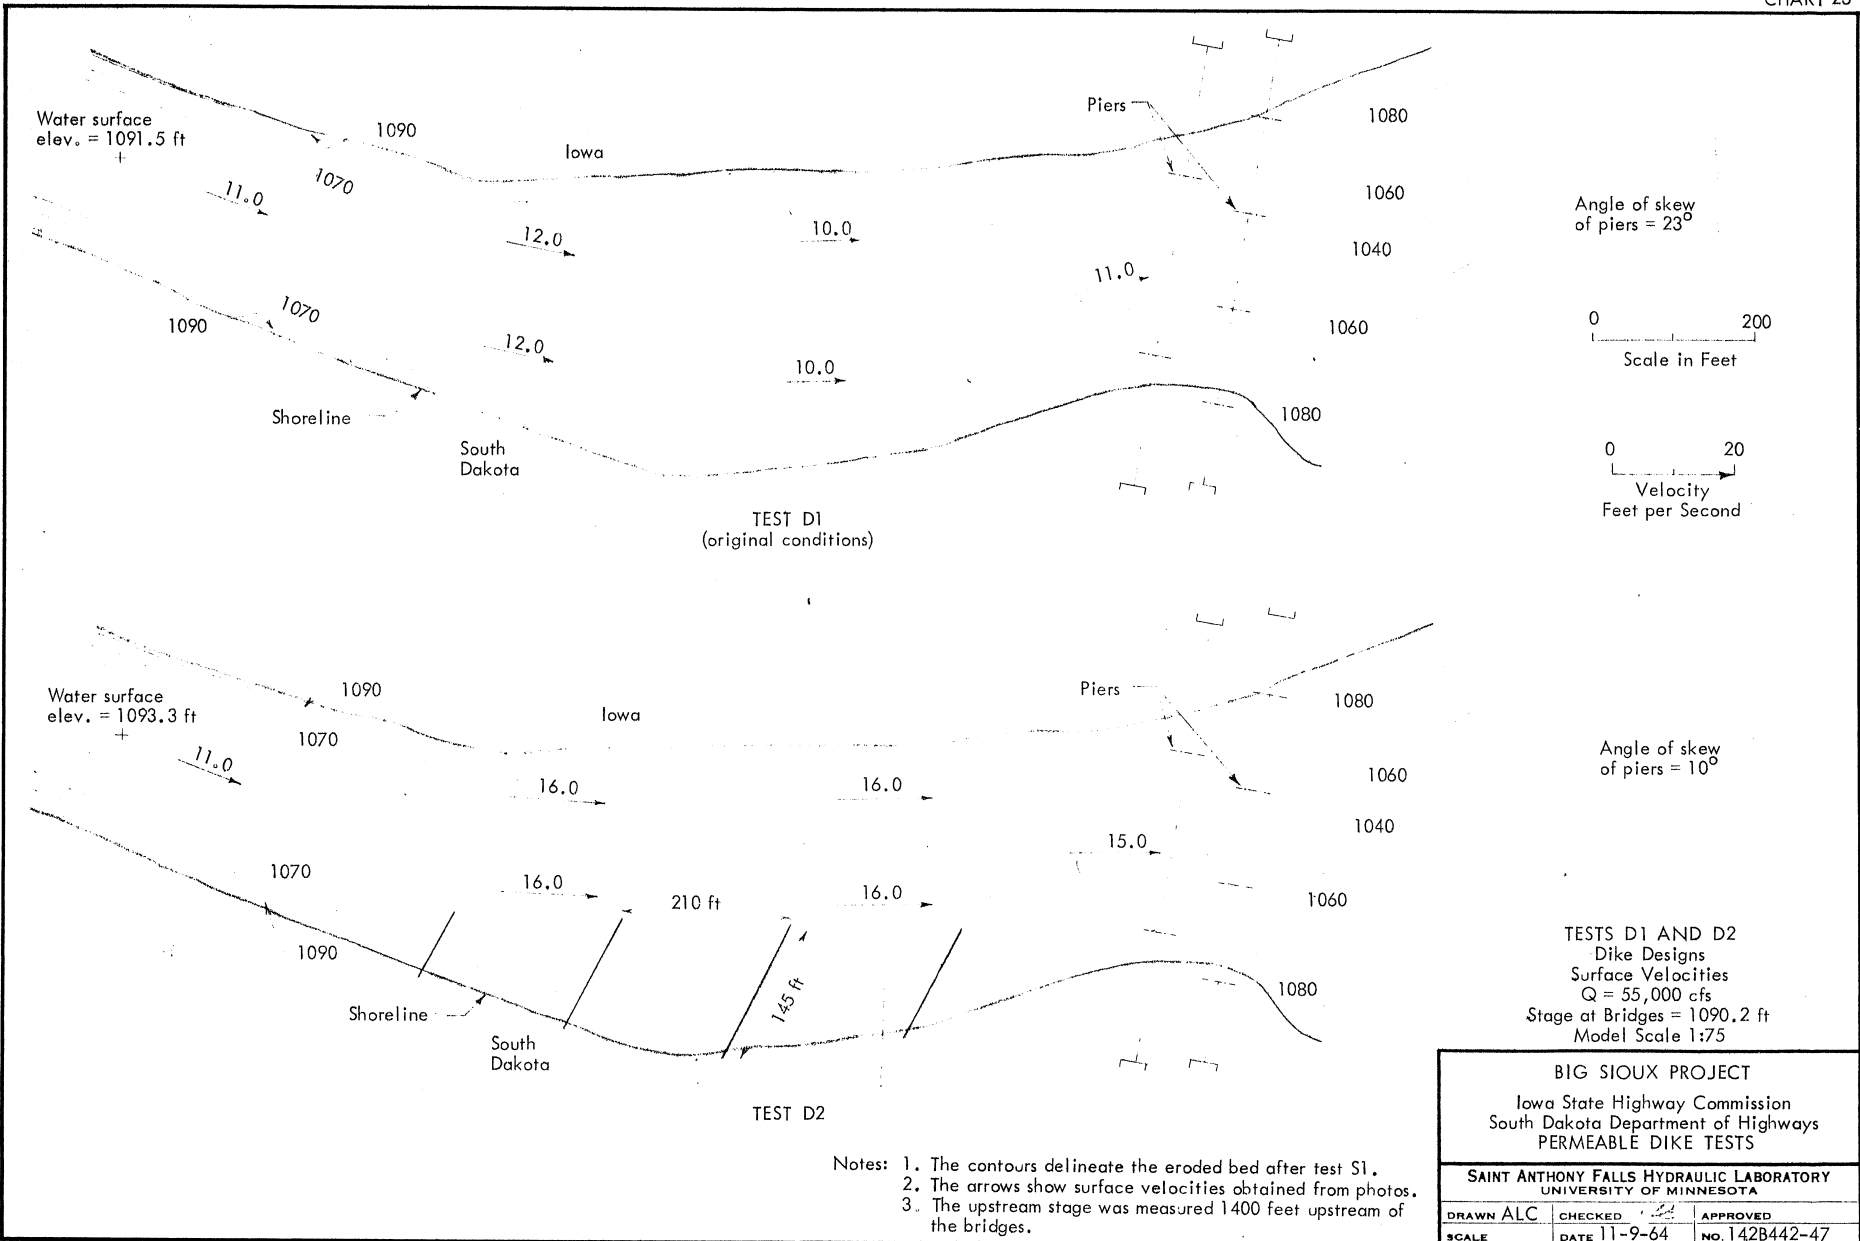 CHART 23
Water surface
elev. = 1091.5 ft
1090
Iowa
Piers
1080
1070
11.0
1060
Angle of skew
of piers = 23°
12.0
10.0
1040
11.0
1070
1090
1060
0 200
Scale in Feet
12.0
10.0
Shoreline
1080
South
Dakota
0 20
Velocity
Feet per Second
TEST D1
(original conditions)
Water surface
elev. = 1093.3 ft
1090
Iowa
Piers
1080
1070
11.0
Angle of skew
of piers = 10°
16.0
16.0
1060
1040
15.0
1070
16.0
210 ft
16.0
1060
1090
145 ft
1080
Shoreline
South
Dakota
TESTS D1 AND D2
Dike Designs
Surface Velocities
Q = 55,000 cfs
Stage at Bridges = 1090.2 ft
Model Scale 1:75
TEST D2
BIG SIOUX PROJECT
Iowa State Highway Commission
South Dakota Department of Highways
PERMEABLE DIKE TESTS
Notes: 1. The contours delineate the eroded bed after test S1.
2. The arrows show surface velocities obtained from photos.
3. The upstream stage was measured 1400 feet upstream of
the bridges.
SAINT ANTHONY FALLS HYDRAULIC LABORATORY
UNIVERSITY OF MINNESOTA
DRAWN ALC CHECKED APPROVED
SCALE DATE 11-9-64 NO. 142B442-47